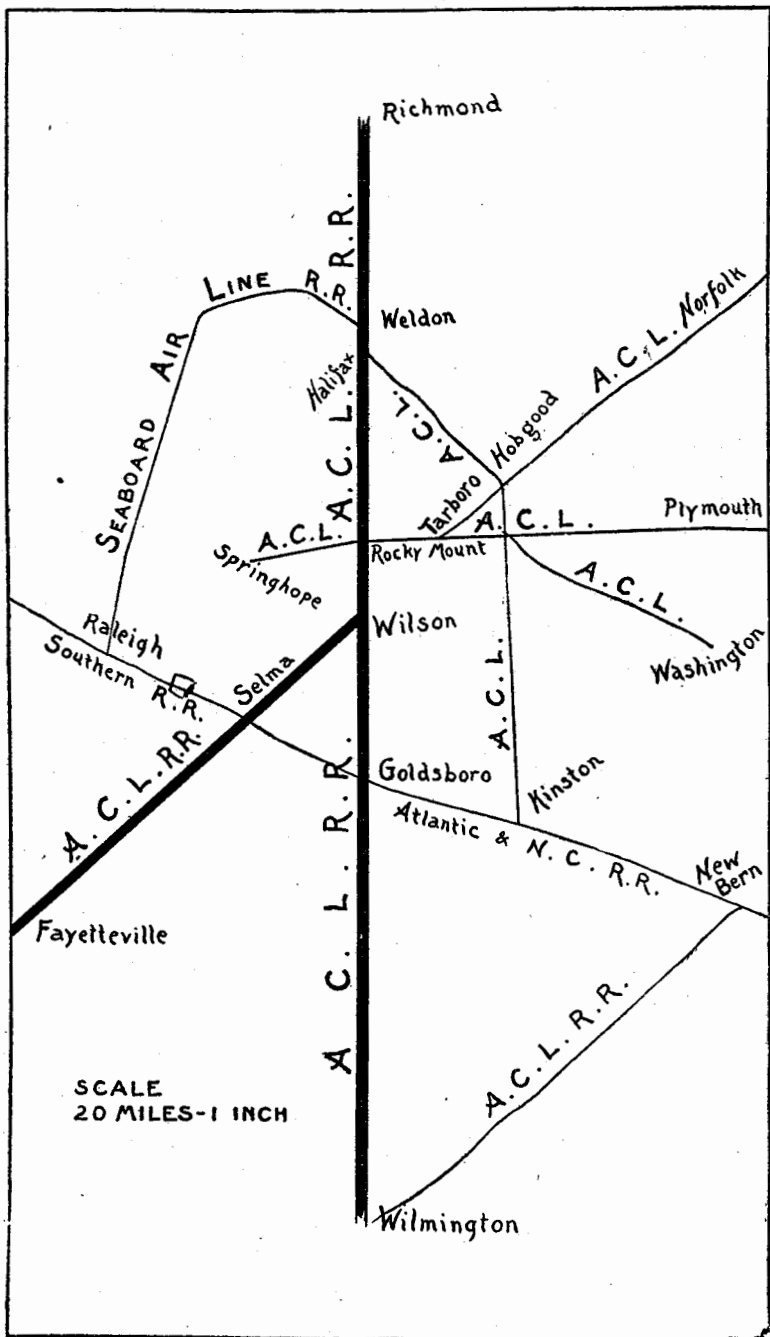 Richmond
A. C. L. R. R.
SEABOARD AIR LINE R.R.
Weldon
Halifax
A.C.L.
A.C.L. Norfolk
Hobgood
Tarboro
A. C. L.
Plymouth
A.C.L.
Springhope
Rocky Mount
A.C.L.
Washington
Wilson
Raleigh
Southern R.R.
Selma
A.C.L.R.R.
A.C.L.
Goldsboro
Kinston
Atlantic & N.C.R.R.
New Bern
Fayetteville
A C. L. R. R.
A.C.L.R.R.
SCALE
20 MILES-1 INCH
Wilmington